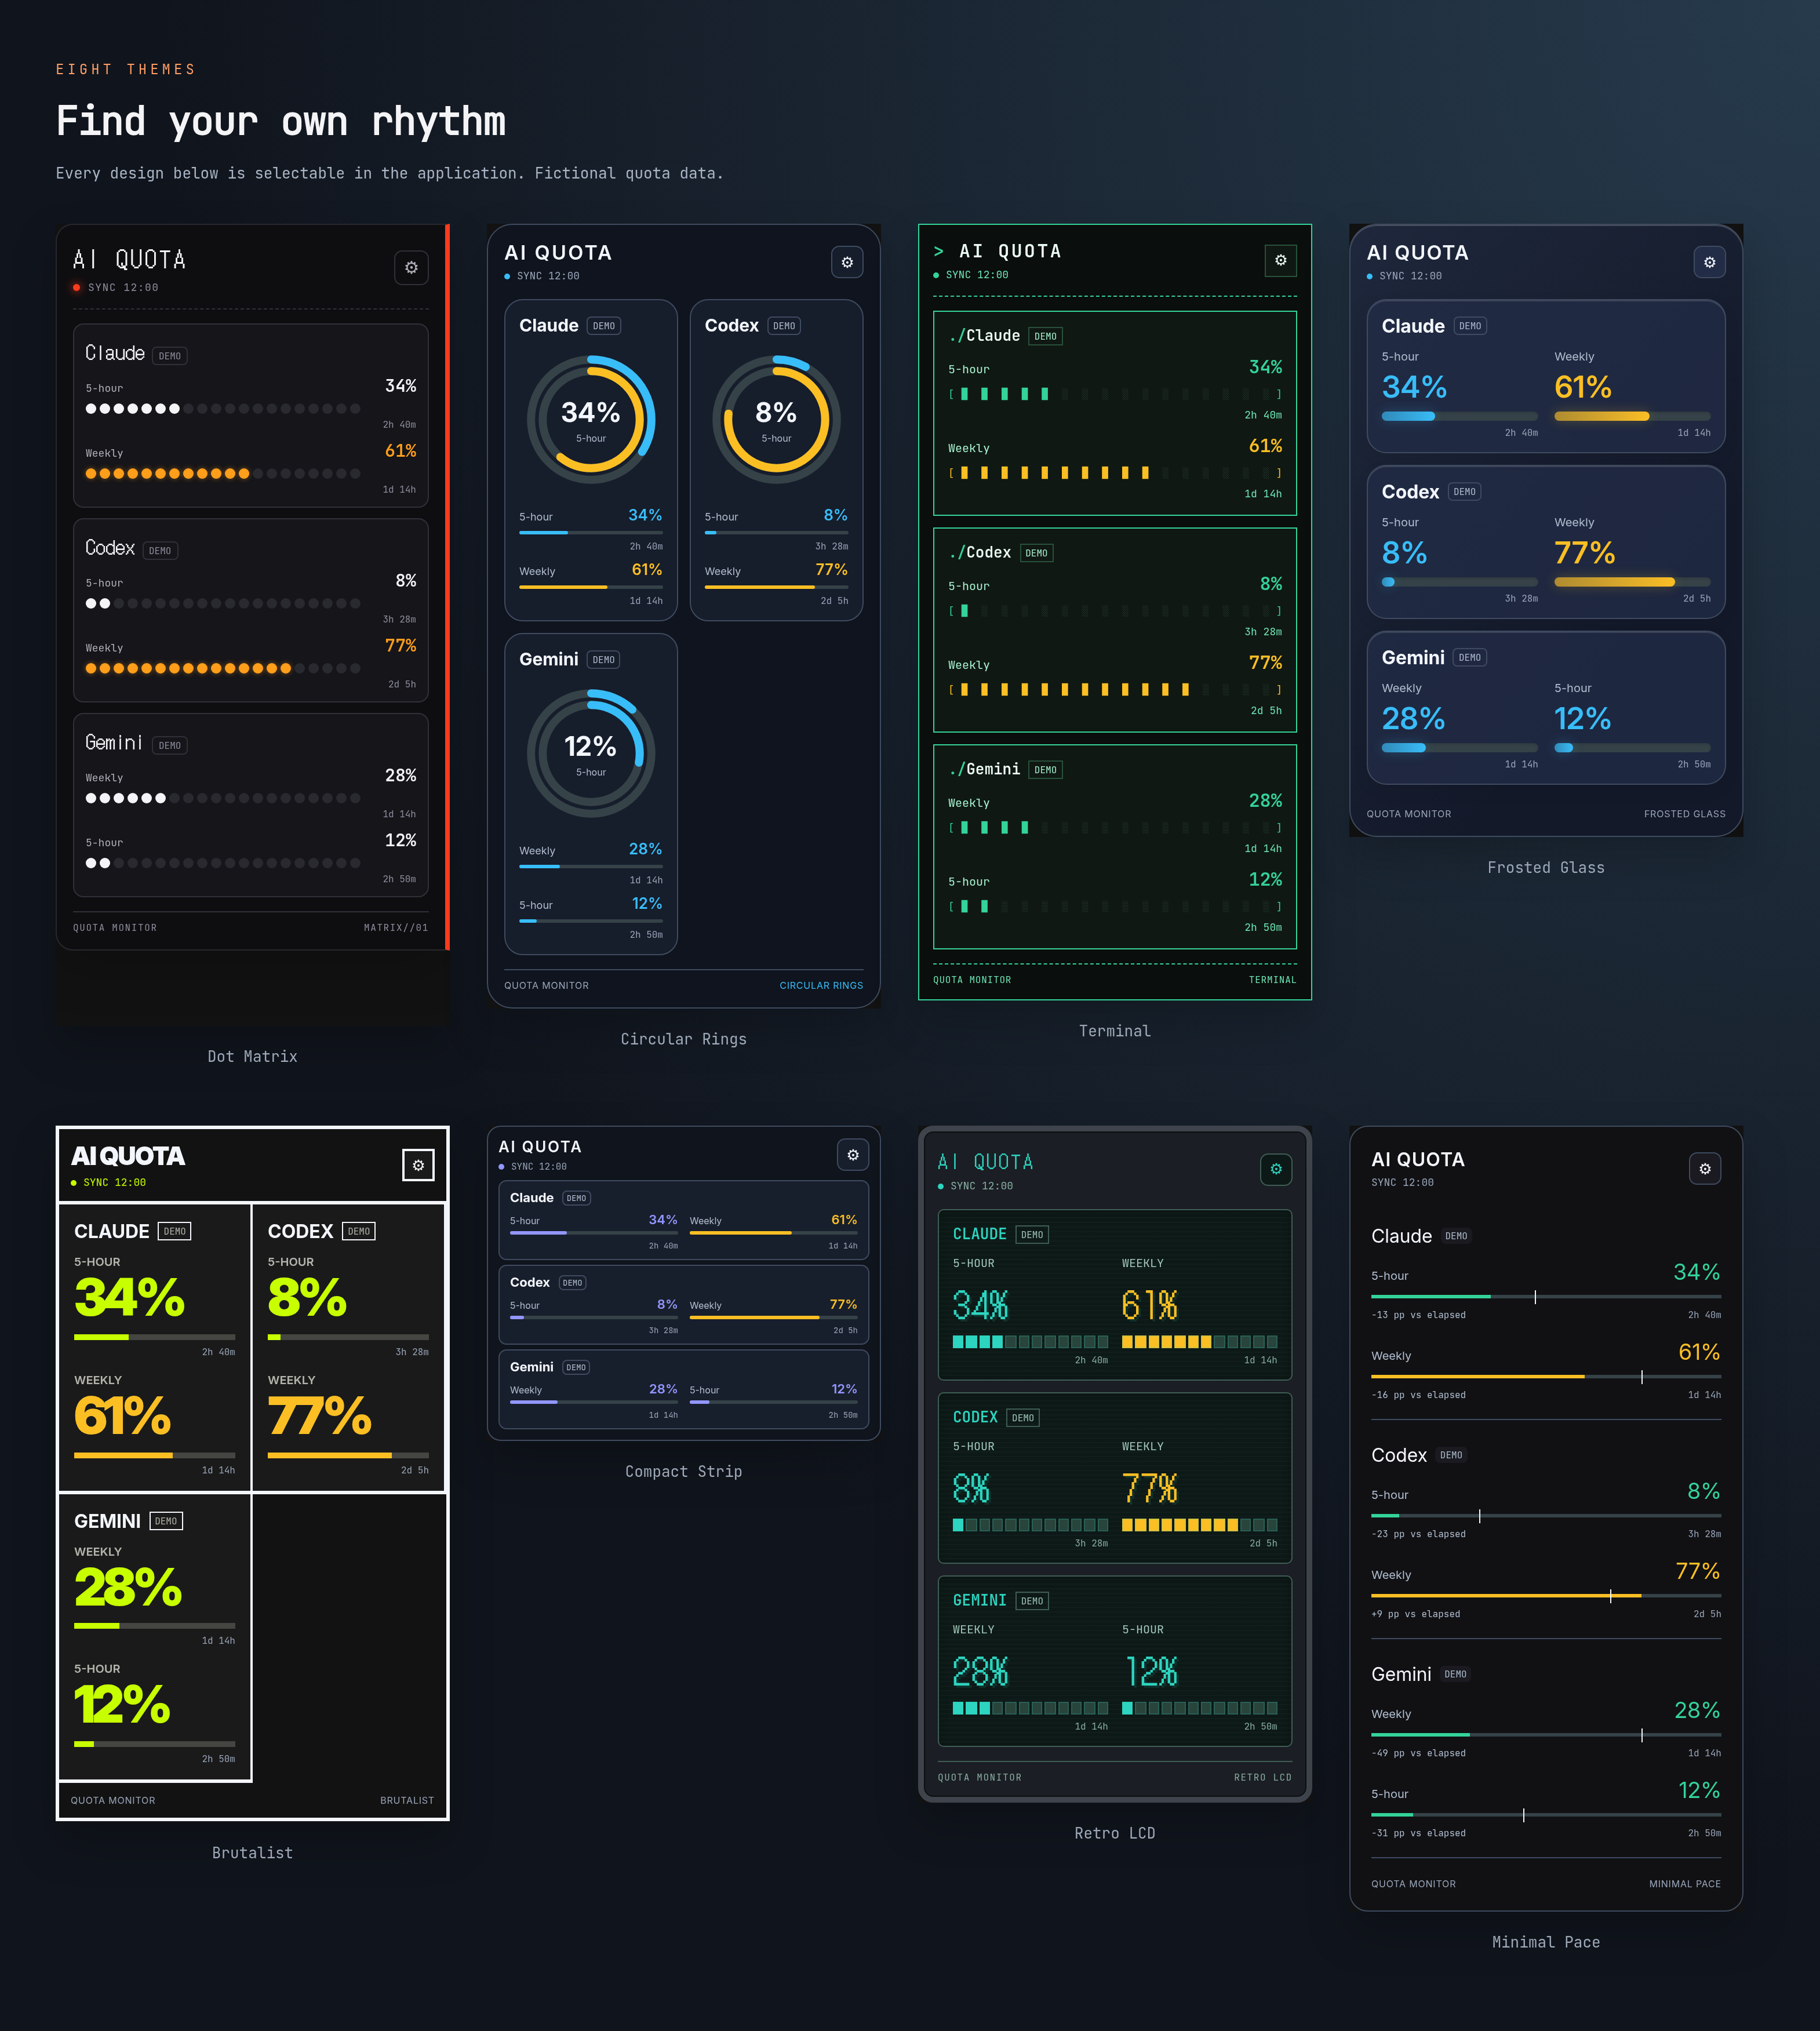 EIGHT THEMES
Find your own rhythm
Every design below is selectable in the application. Fictional quota data.
AI QUOTA
SYNC 12:00
Claude DEMO
5-hour 34%
2h 40m
Weekly 61%
1d 14h
Codex DEMO
5-hour 8%
3h 28m
Weekly 77%
2d 5h
Gemini DEMO
Weekly 28%
1d 14h
5-hour 12%
2h 50m
QUOTA MONITOR MATRIX//01
Dot Matrix
AI QUOTA
SYNC 12:00
Claude DEMO
34%
5-hour
5-hour 34%
2h 40m
Weekly 61%
1d 14h
Codex DEMO
8%
5-hour
5-hour 8%
3h 28m
Weekly 77%
2d 5h
Gemini DEMO
12%
5-hour
Weekly 28%
1d 14h
5-hour 12%
2h 50m
QUOTA MONITOR CIRCULAR RINGS
Circular Rings
> AI QUOTA
SYNC 12:00
./Claude DEMO
5-hour 34%
[ ]
2h 40m
Weekly 61%
[ ]
1d 14h
./Codex DEMO
5-hour 8%
[ ]
3h 28m
Weekly 77%
[ ]
2d 5h
./Gemini DEMO
Weekly 28%
[ ]
1d 14h
5-hour 12%
[ ]
2h 50m
QUOTA MONITOR TERMINAL
Terminal
AI QUOTA
SYNC 12:00
Claude DEMO
5-hour Weekly
34% 61%
2h 40m 1d 14h
Codex DEMO
5-hour Weekly
8% 77%
3h 28m 2d 5h
Gemini DEMO
Weekly 5-hour
28% 12%
1d 14h 2h 50m
QUOTA MONITOR FROSTED GLASS
Frosted Glass
AI QUOTA
SYNC 12:00
CLAUDE DEMO
5-HOUR
34%
2h 40m
WEEKLY
61%
1d 14h
CODEX DEMO
5-HOUR
8%
3h 28m
WEEKLY
77%
2d 5h
GEMINI DEMO
WEEKLY
28%
1d 14h
5-HOUR
12%
2h 50m
QUOTA MONITOR BRUTALIST
Brutalist
AI QUOTA
SYNC 12:00
Claude DEMO
5-hour 34% Weekly 61%
2h 40m 1d 14h
Codex DEMO
5-hour 8% Weekly 77%
3h 28m 2d 5h
Gemini DEMO
Weekly 28% 5-hour 12%
1d 14h 2h 50m
Compact Strip
AI QUOTA
SYNC 12:00
CLAUDE DEMO
5-HOUR WEEKLY
34% 61%
2h 40m 1d 14h
CODEX DEMO
5-HOUR WEEKLY
8% 77%
3h 28m 2d 5h
GEMINI DEMO
WEEKLY 5-HOUR
28% 12%
1d 14h 2h 50m
QUOTA MONITOR RETRO LCD
Retro LCD
AI QUOTA
SYNC 12:00
Claude DEMO
5-hour 34%
-13 pp vs elapsed 2h 40m
Weekly 61%
-16 pp vs elapsed 1d 14h
Codex DEMO
5-hour 8%
-23 pp vs elapsed 3h 28m
Weekly 77%
+9 pp vs elapsed 2d 5h
Gemini DEMO
Weekly 28%
-49 pp vs elapsed 1d 14h
5-hour 12%
-31 pp vs elapsed 2h 50m
QUOTA MONITOR MINIMAL PACE
Minimal Pace